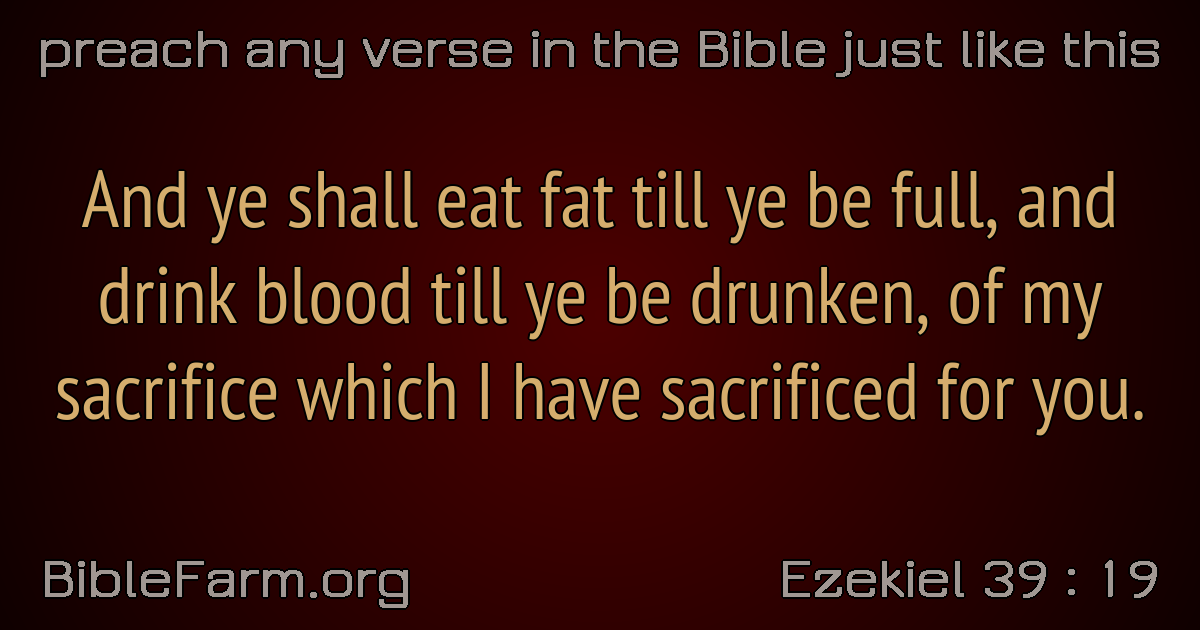 preach any verse in the Bible just like this
And ye shall eat fat till ye be full, and
drink blood till ye be drunken, of my
sacrifice which I have sacrificed for you.
BibleFarm.org
Ezekiel 39 : 19